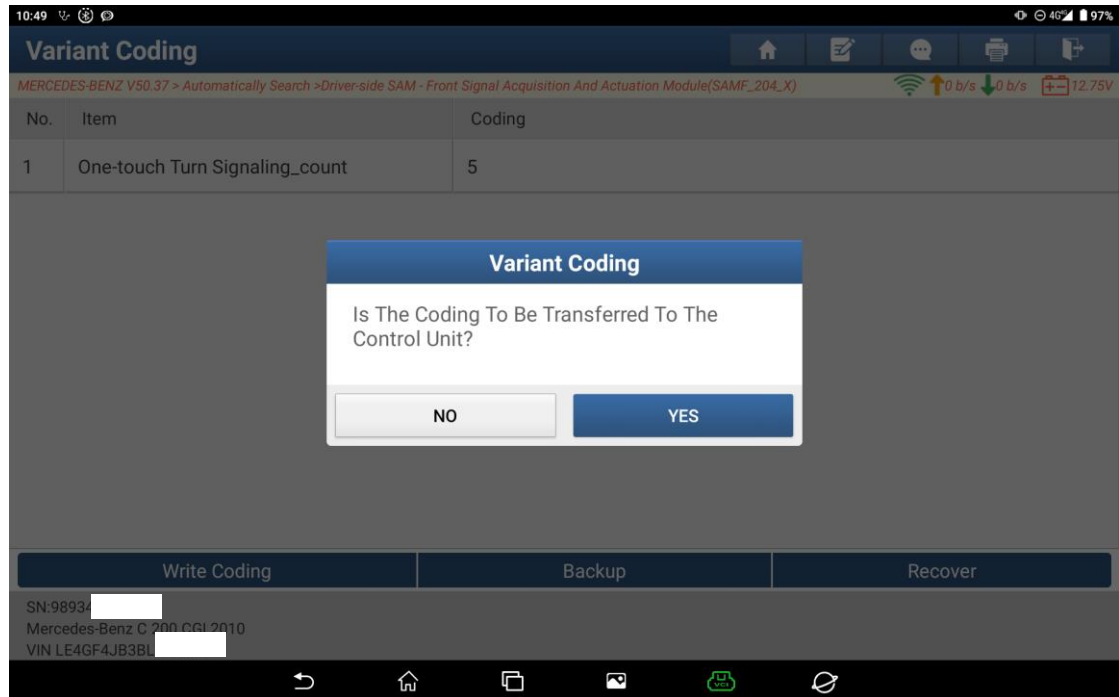 10:49
4G 97%
Variant Coding
MERCEDES-BENZ V50.37 > Automatically Search >Driver-side SAM - Front Signal Acquisition And Actuation Module(SAMF_204_X)
0 b/s 0 b/s 12.75V
No. Item Coding
1 One-touch Turn Signaling_count 5
Variant Coding
Is The Coding To Be Transferred To The
Control Unit?
NO YES
Write Coding Backup Recover
SN:98934
Mercedes-Benz C 200 CGI 2010
VIN LE4GF4JB3BL
VCI